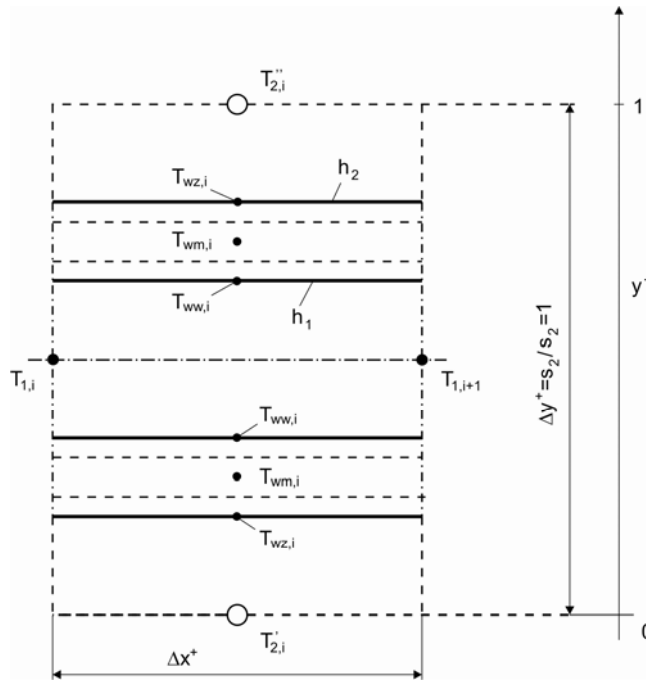 T''2,i
1
Twz,i
h2
Twm,i
Tww,i
h1
y
T1,i
T1,i+1
Δy+=s2/s2=1
Tww,i
Twm,i
Twz,i
0
T'2,i
Δx+